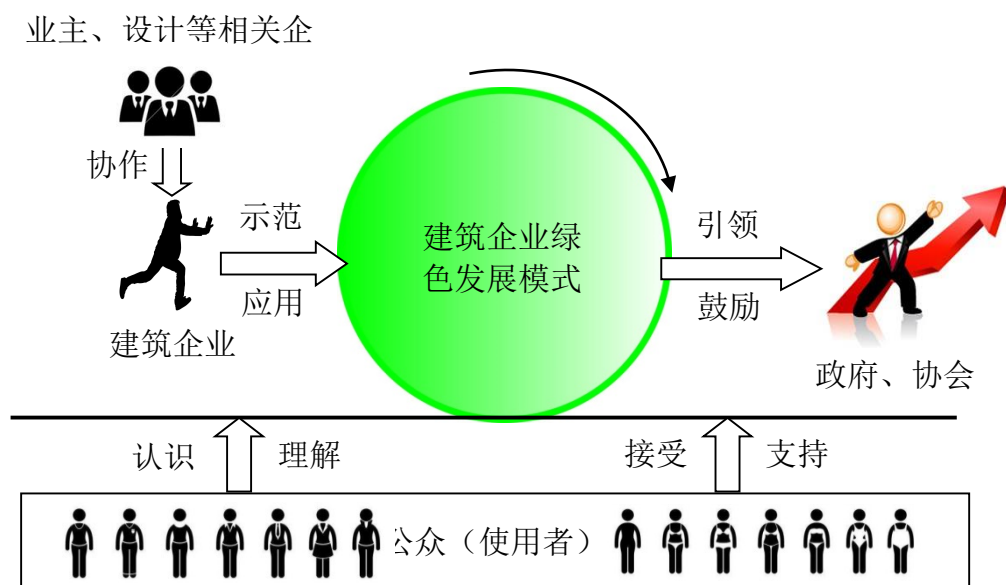 业主、设计等相关企
协作
示范
应用
建筑企业
建筑企业绿
色发展模式
引领
鼓励
政府、协会
认识
理解
接受
支持
公众（使用者）